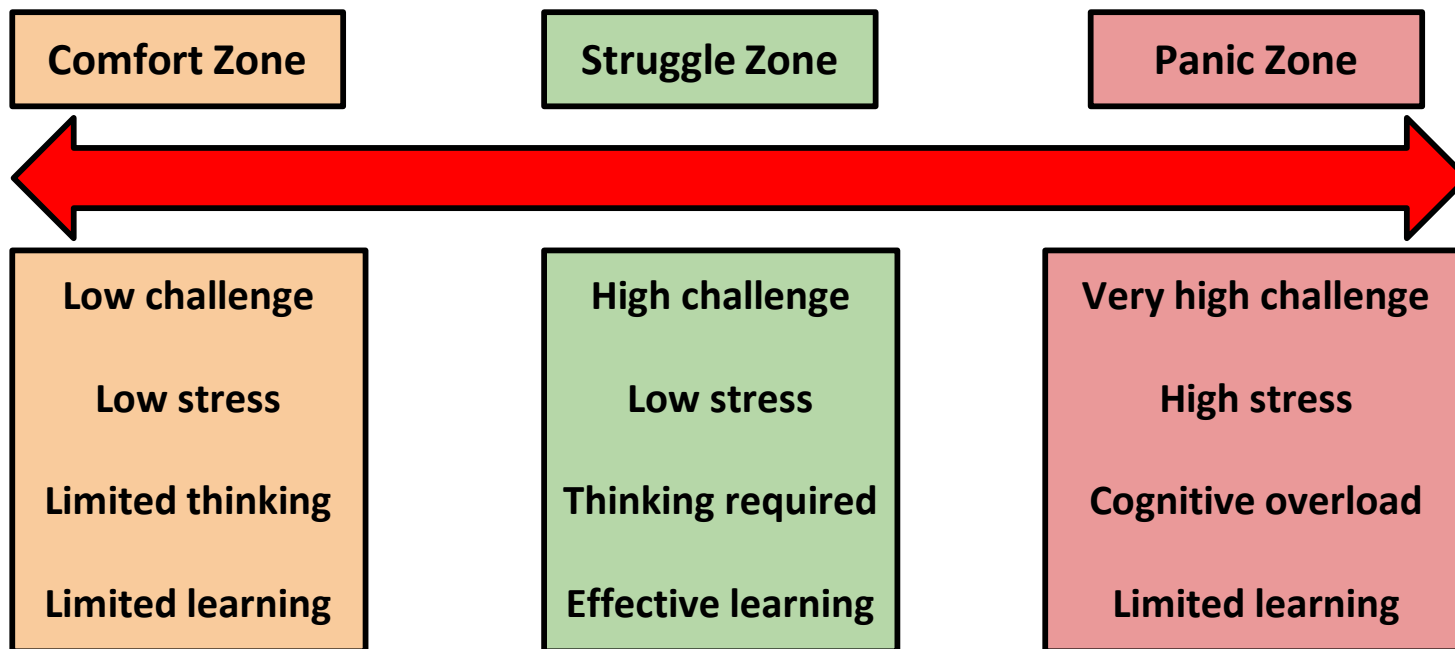 Comfort Zone
Struggle Zone
Panic Zone
Low challenge
Low stress
Limited thinking
Limited learning
High challenge
Low stress
Thinking required
Effective learning
Very high challenge
High stress
Cognitive overload
Limited learning